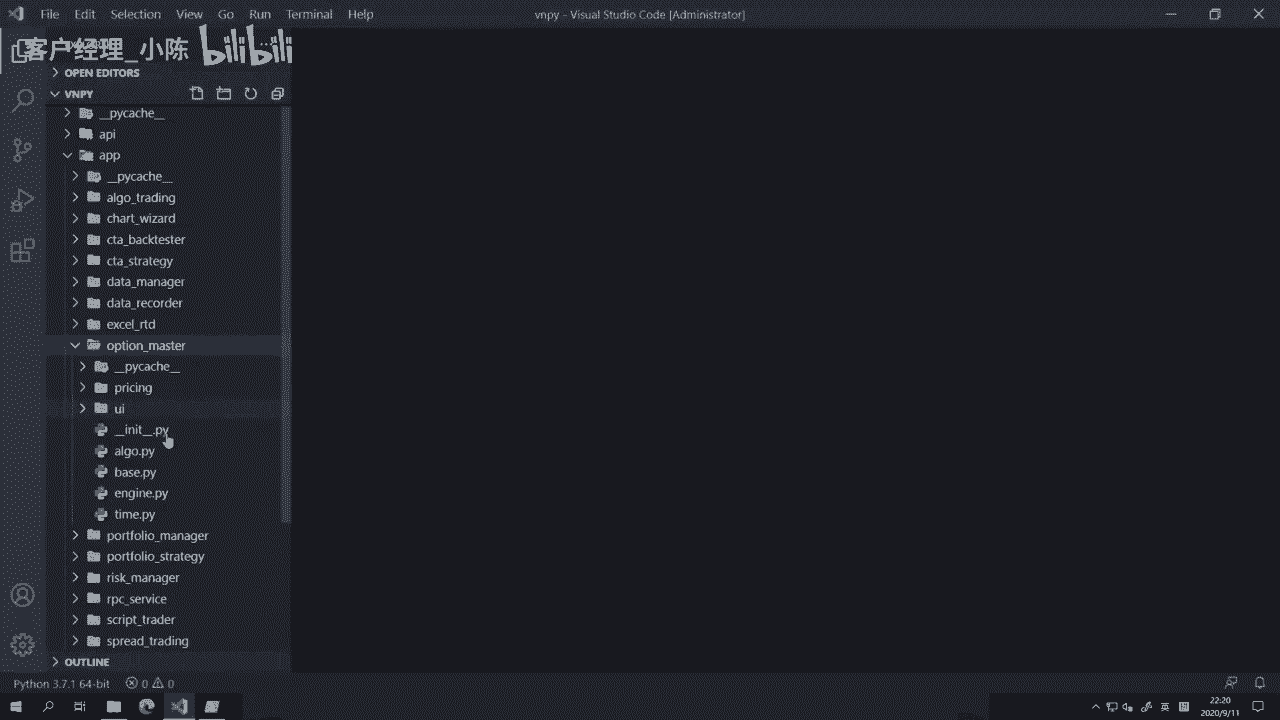 File Edit Selection View Go Run Terminal Help
vnpy - Visual Studio Code [Administrator]
客户经理_小陈 bilibili
OPEN EDITORS
VNPY
__pycache__
api
app
__pycache__
algo_trading
chart_wizard
cta_backtester
cta_strategy
data_manager
data_recorder
excel_rtd
option_master
__pycache__
pricing
ui
__init__.py
algo.py
base.py
engine.py
time.py
portfolio_manager
portfolio_strategy
risk_manager
rpc_service
script_trader
spread_trading
OUTLINE
Python 3.7.1 64-bit 0 0
英
22:20
2020/9/11